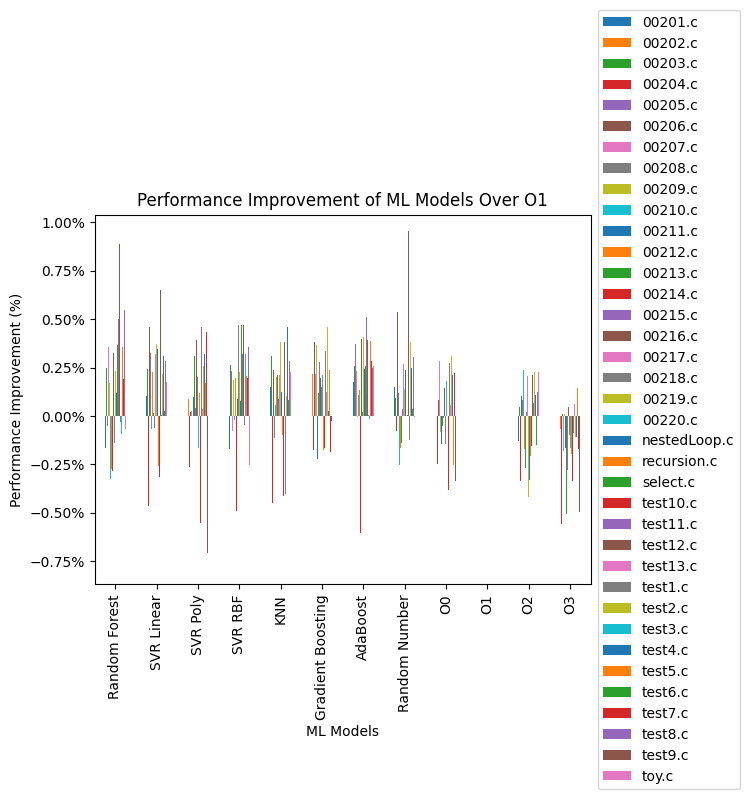 Performance Improvement of ML Models Over O1
Performance Improvement (%)
1.00%
0.75%
0.50%
0.25%
0.00%
−0.25%
−0.50%
−0.75%
Random Forest
SVR Linear
SVR Poly
SVR RBF
KNN
Gradient Boosting
AdaBoost
Random Number
O0
O1
O2
O3
ML Models
00201.c
00202.c
00203.c
00204.c
00205.c
00206.c
00207.c
00208.c
00209.c
00210.c
00211.c
00212.c
00213.c
00214.c
00215.c
00216.c
00217.c
00218.c
00219.c
00220.c
nestedLoop.c
recursion.c
select.c
test10.c
test11.c
test12.c
test13.c
test1.c
test2.c
test3.c
test4.c
test5.c
test6.c
test7.c
test8.c
test9.c
toy.c